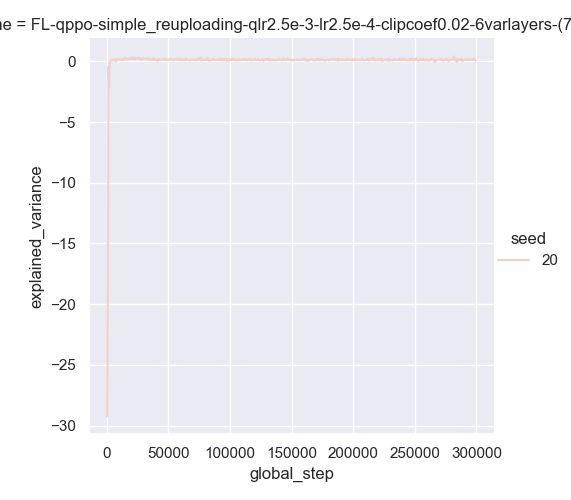 ne = FL-qppo-simple_reuploading-qlr2.5e-3-lr2.5e-4-clipcoef0.02-6varlayers-(7
0
−5
−10
−15
−20
−25
−30
explained_variance
seed
20
0 50000 100000 150000 200000 250000 300000
global_step